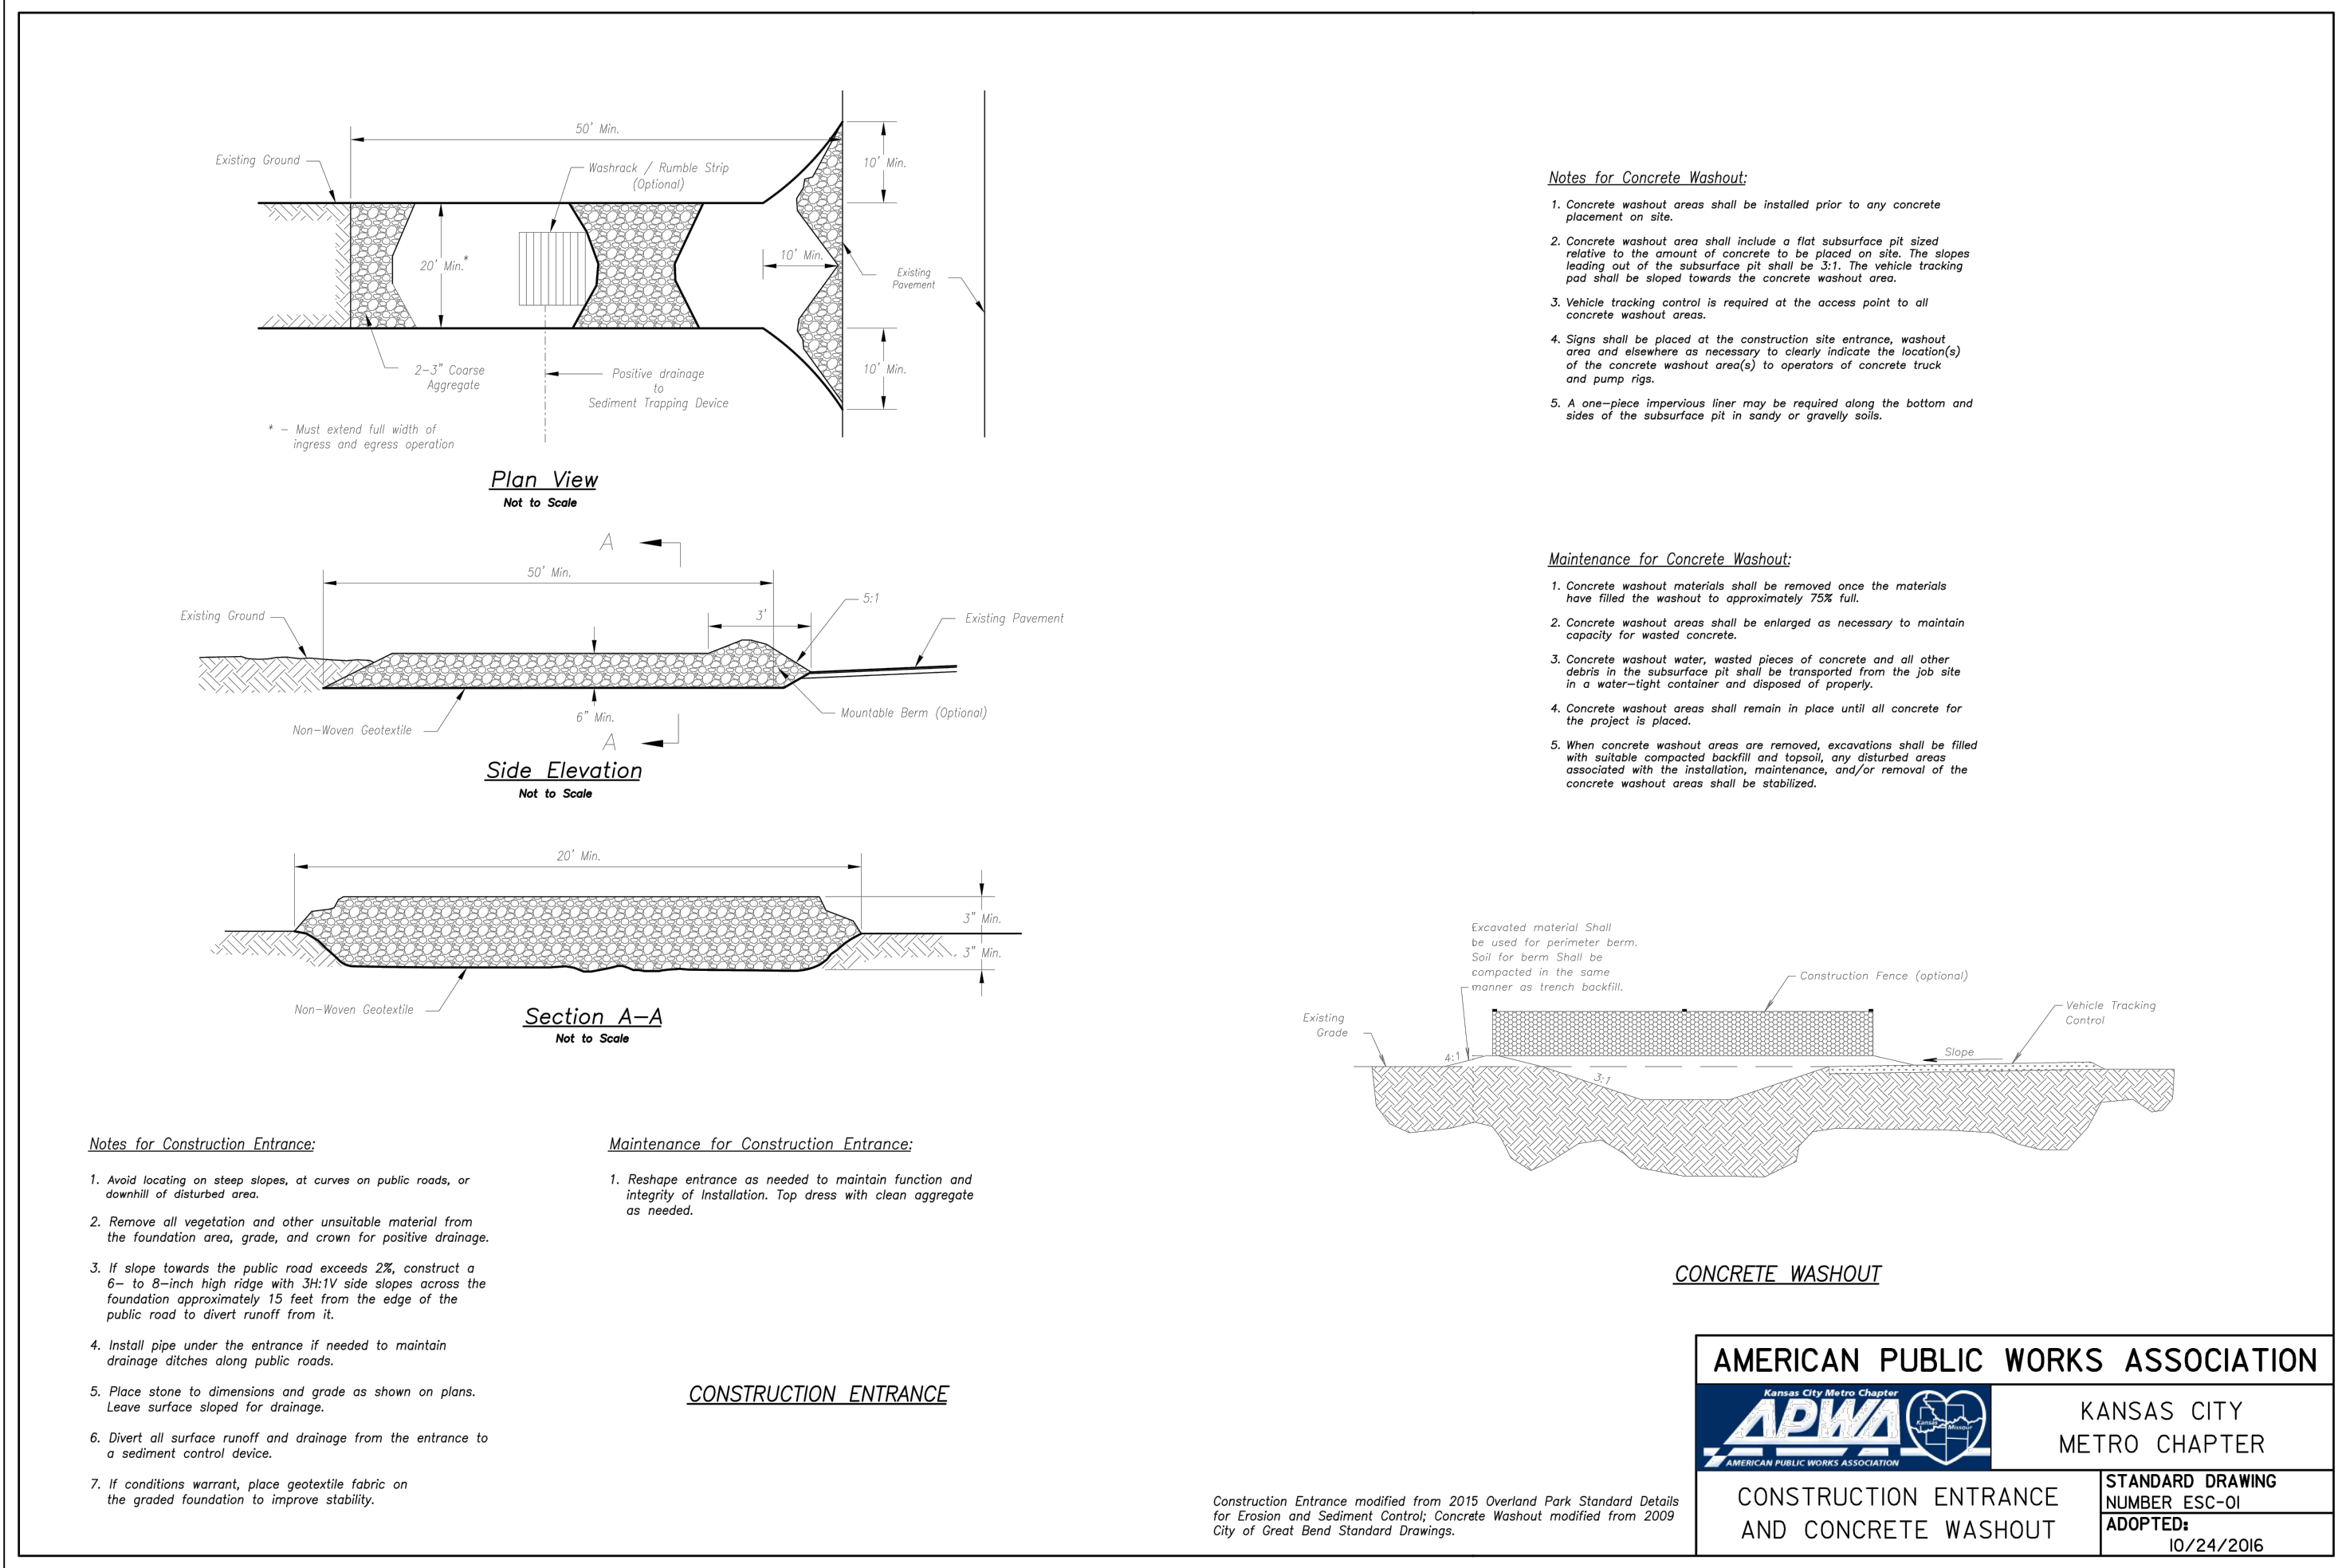 50' Min.
Existing Ground
Washrack / Rumble Strip
(Optional)
10' Min.
20' Min.*
10' Min.
Existing
Pavement
10' Min.
2-3" Coarse
Aggregate
Positive drainage
to
Sediment Trapping Device
* - Must extend full width of
ingress and egress operation
Plan View
Not to Scale
A
50' Min.
Existing Ground
3'
5:1
Existing Pavement
6" Min.
Mountable Berm (Optional)
Non-Woven Geotextile
A
Side Elevation
Not to Scale
20' Min.
3" Min.
3" Min.
Non-Woven Geotextile
Section A-A
Not to Scale
Notes for Construction Entrance:
1. Avoid locating on steep slopes, at curves on public roads, or
downhill of disturbed area.
2. Remove all vegetation and other unsuitable material from
the foundation area, grade, and crown for positive drainage.
3. If slope towards the public road exceeds 2%, construct a
6- to 8-inch high ridge with 3H:1V side slopes across the
foundation approximately 15 feet from the edge of the
public road to divert runoff from it.
4. Install pipe under the entrance if needed to maintain
drainage ditches along public roads.
5. Place stone to dimensions and grade as shown on plans.
Leave surface sloped for drainage.
6. Divert all surface runoff and drainage from the entrance to
a sediment control device.
7. If conditions warrant, place geotextile fabric on
the graded foundation to improve stability.
Maintenance for Construction Entrance:
1. Reshape entrance as needed to maintain function and
integrity of Installation. Top dress with clean aggregate
as needed.
CONSTRUCTION ENTRANCE
Notes for Concrete Washout:
1. Concrete washout areas shall be installed prior to any concrete
placement on site.
2. Concrete washout area shall include a flat subsurface pit sized
relative to the amount of concrete to be placed on site. The slopes
leading out of the subsurface pit shall be 3:1. The vehicle tracking
pad shall be sloped towards the concrete washout area.
3. Vehicle tracking control is required at the access point to all
concrete washout areas.
4. Signs shall be placed at the construction site entrance, washout
area and elsewhere as necessary to clearly indicate the location(s)
of the concrete washout area(s) to operators of concrete truck
and pump rigs.
5. A one-piece impervious liner may be required along the bottom and
sides of the subsurface pit in sandy or gravelly soils.
Maintenance for Concrete Washout:
1. Concrete washout materials shall be removed once the materials
have filled the washout to approximately 75% full.
2. Concrete washout areas shall be enlarged as necessary to maintain
capacity for wasted concrete.
3. Concrete washout water, wasted pieces of concrete and all other
debris in the subsurface pit shall be transported from the job site
in a water-tight container and disposed of properly.
4. Concrete washout areas shall remain in place until all concrete for
the project is placed.
5. When concrete washout areas are removed, excavations shall be filled
with suitable compacted backfill and topsoil, any disturbed areas
associated with the installation, maintenance, and/or removal of the
concrete washout areas shall be stabilized.
Excavated material Shall
be used for perimeter berm.
Soil for berm Shall be
compacted in the same
manner as trench backfill.
Construction Fence (optional)
Vehicle Tracking
Control
Existing
Grade
4:1
Slope
3:1
CONCRETE WASHOUT
Construction Entrance modified from 2015 Overland Park Standard Details
for Erosion and Sediment Control; Concrete Washout modified from 2009
City of Great Bend Standard Drawings.
AMERICAN PUBLIC WORKS ASSOCIATION
Kansas City Metro Chapter
APWA
Kansas
Missouri
AMERICAN PUBLIC WORKS ASSOCIATION
KANSAS CITY
METRO CHAPTER
CONSTRUCTION ENTRANCE
AND CONCRETE WASHOUT
STANDARD DRAWING
NUMBER ESC-01
ADOPTED:
10/24/2016